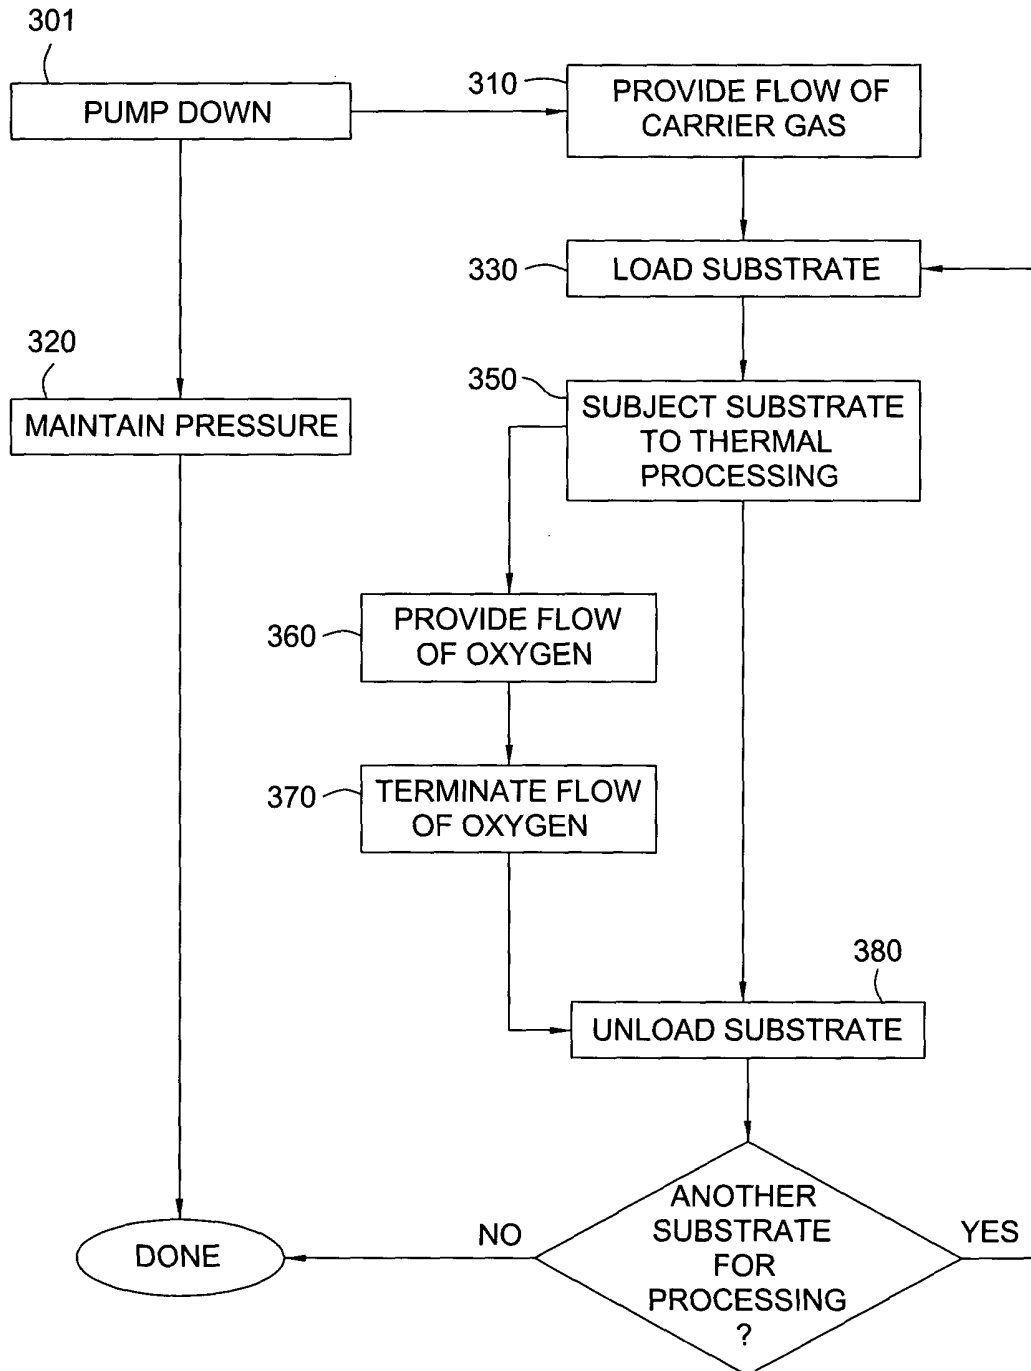 301
PUMP DOWN
310
PROVIDE FLOW OF
CARRIER GAS
330
LOAD SUBSTRATE
320
MAINTAIN PRESSURE
350
SUBJECT SUBSTRATE
TO THERMAL
PROCESSING
360
PROVIDE FLOW
OF OXYGEN
370
TERMINATE FLOW
OF OXYGEN
380
UNLOAD SUBSTRATE
ANOTHER
SUBSTRATE
FOR
PROCESSING
?
NO
YES
DONE